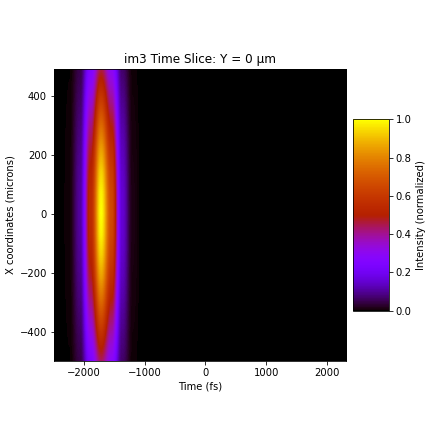 im3 Time Slice: Y = 0 μm
400
200
0
−200
−400
X coordinates (microns)
−2000 −1000 0 1000 2000
Time (fs)
1.0
0.8
0.6
0.4
0.2
0.0
Intensity (normalized)